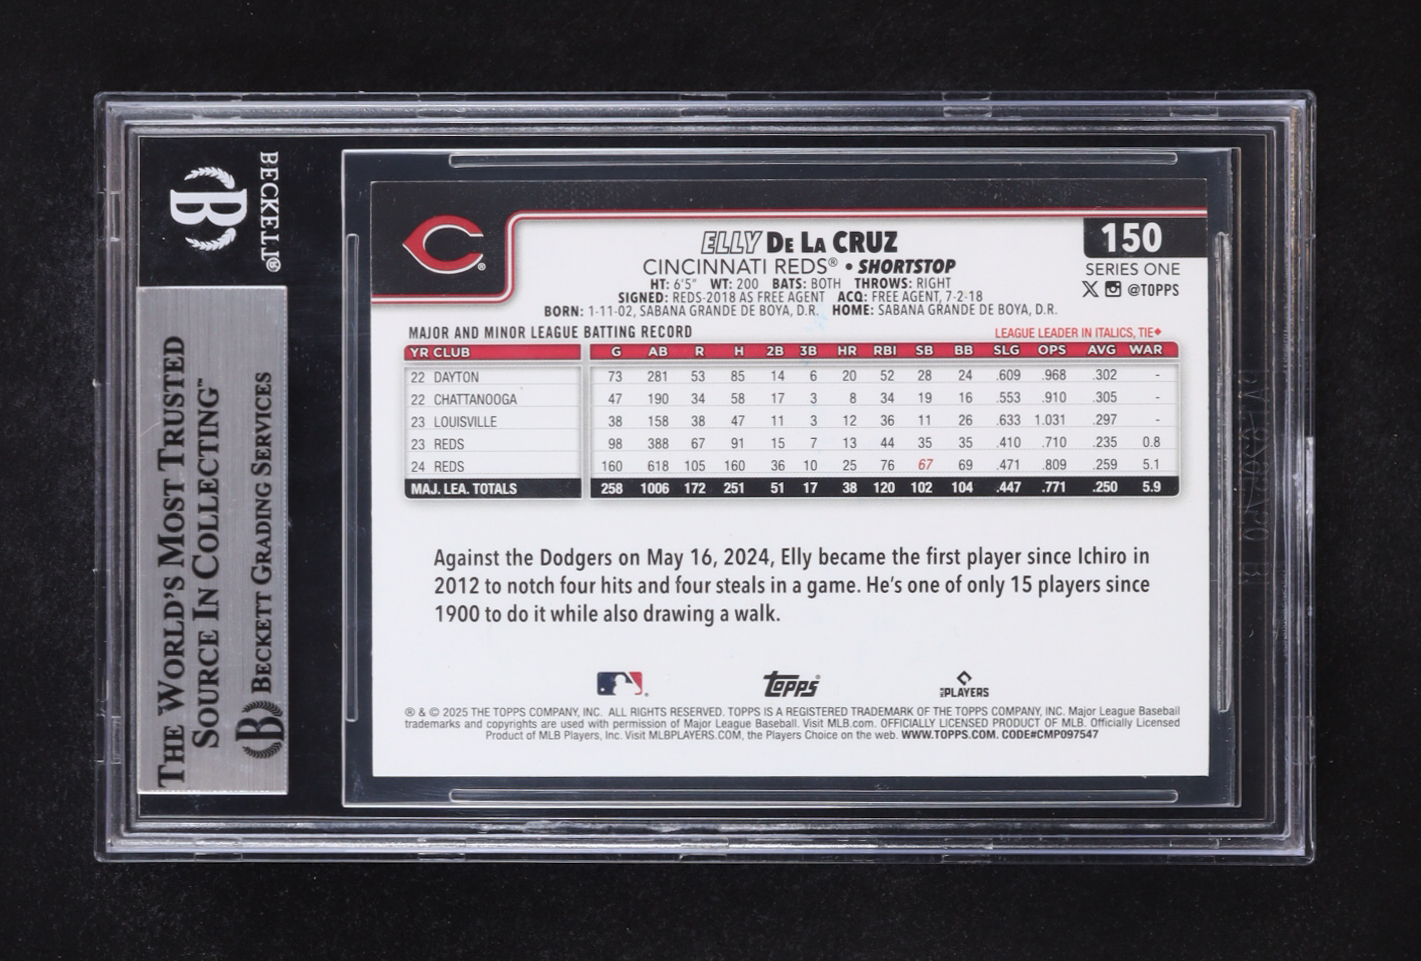 BECKETT®
B
THE WORLD'S MOST TRUSTED
SOURCE IN COLLECTING™
B BECKETT GRADING SERVICES
C®
ELLY DE LA CRUZ
150
CINCINNATI REDS® • SHORTSTOP
SERIES ONE
HT: 6'5" WT: 200 BATS: BOTH THROWS: RIGHT
X @TOPPS
SIGNED: REDS-2018 AS FREE AGENT ACQ: FREE AGENT, 7-2-18
BORN: 1-11-02, SABANA GRANDE DE BOYA, D.R. HOME: SABANA GRANDE DE BOYA, D.R.
MAJOR AND MINOR LEAGUE BATTING RECORD LEAGUE LEADER IN ITALICS, TIE◆
YR CLUB G AB R H 2B 3B HR RBI SB BB SLG OPS AVG WAR
22 DAYTON 73 281 53 85 14 6 20 52 28 24 .609 .968 .302 -
22 CHATTANOOGA 47 190 34 58 17 3 8 34 19 16 .553 .910 .305 -
23 LOUISVILLE 38 158 38 47 11 3 12 36 11 26 .633 1.031 .297 -
23 REDS 98 388 67 91 15 7 13 44 35 35 .410 .710 .235 0.8
24 REDS 160 618 105 160 36 10 25 76 67 69 .471 .809 .259 5.1
MAJ. LEA. TOTALS 258 1006 172 251 51 17 38 120 102 104 .447 .771 .250 5.9
Against the Dodgers on May 16, 2024, Elly became the first player since Ichiro in
2012 to notch four hits and four steals in a game. He's one of only 15 players since
1900 to do it while also drawing a walk.
topps® PLAYERS
® & © 2025 THE TOPPS COMPANY, INC. ALL RIGHTS RESERVED. TOPPS IS A REGISTERED TRADEMARK OF THE TOPPS COMPANY, INC. Major League Baseball
trademarks and copyrights are used with permission of Major League Baseball. Visit MLB.com. OFFICIALLY LICENSED PRODUCT OF MLB. Officially Licensed
Product of MLB Players, Inc. Visit MLBPLAYERS.COM, the Players Choice on the web. WWW.TOPPS.COM. CODE#CMP097547